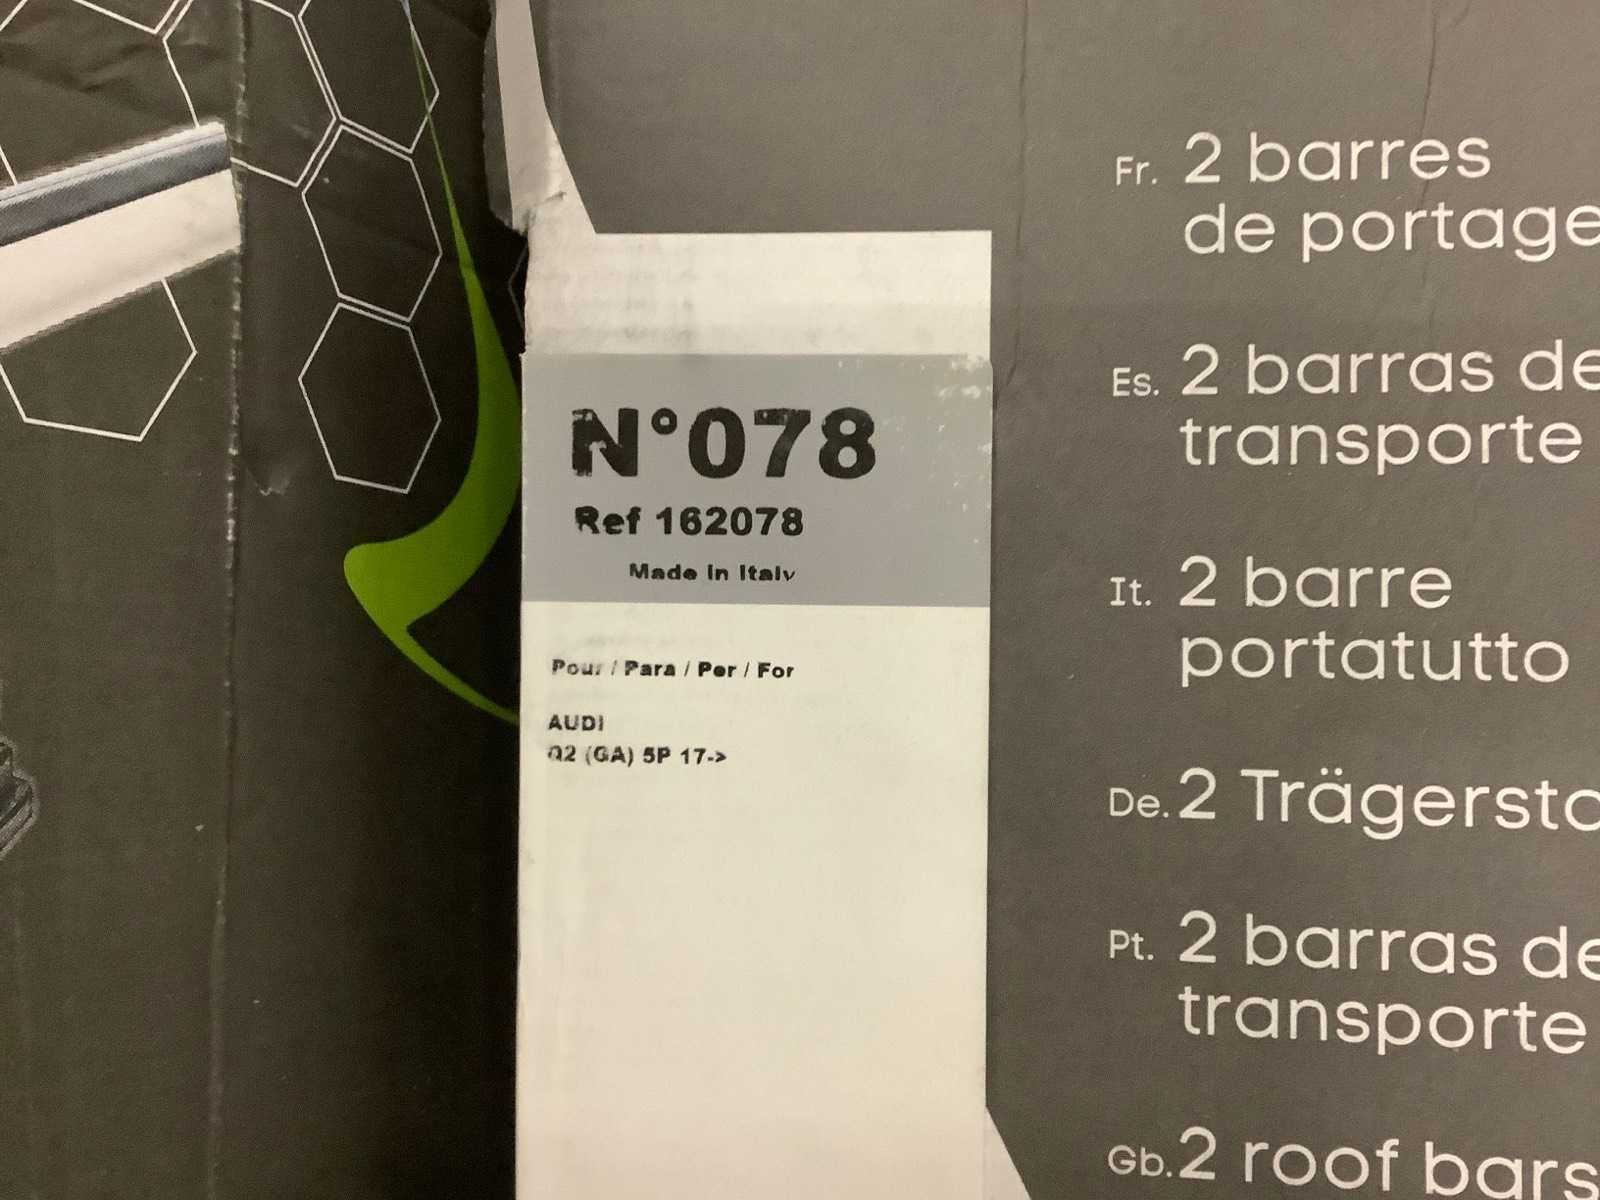 N°078
Ref 162078
Made in Italy
Pour / Para / Per / For
AUDI
Q2 (GA) 5P 17->
Fr. 2 barres
de portage
Es. 2 barras de
transporte
It. 2 barre
portatutto
De. 2 Trägersto
Pt. 2 barras de
transporte
Gb. 2 roof bars